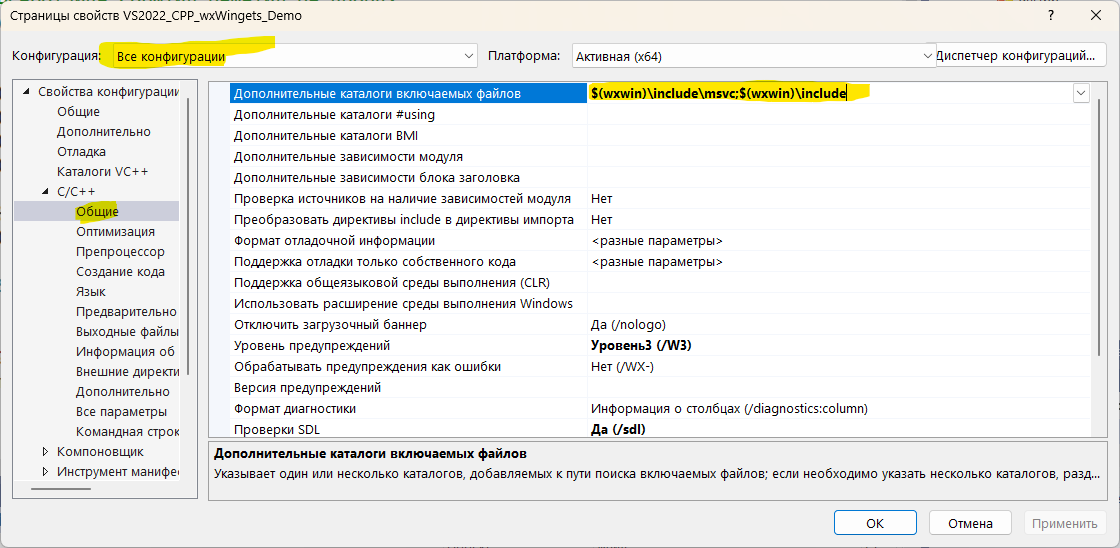 Страницы свойств VS2022_CPP_wxWingets_Demo
Конфигурация: Все конфигурации Платформа: Активная (x64) Диспетчер конфигураций...
Свойства конфигурации
Общие
Дополнительно
Отладка
Каталоги VC++
C/C++
Общие
Оптимизация
Препроцессор
Создание кода
Язык
Предварительно
Выходные файлы
Информация об
Внешние директи
Дополнительно
Все параметры
Командная строк
Компоновщик
Инструмент манифес
Дополнительные каталоги включаемых файлов $(wxwin)\include\msvc;$(wxwin)\include
Дополнительные каталоги #using
Дополнительные каталоги BMI
Дополнительные зависимости модуля
Дополнительные зависимости блока заголовка
Проверка источников на наличие зависимостей модуля Нет
Преобразовать директивы include в директивы импорта Нет
Формат отладочной информации <разные параметры>
Поддержка отладки только собственного кода <разные параметры>
Поддержка общеязыковой среды выполнения (CLR)
Использовать расширение среды выполнения Windows
Отключить загрузочный баннер Да (/nologo)
Уровень предупреждений Уровень3 (/W3)
Обрабатывать предупреждения как ошибки Нет (/WX-)
Версия предупреждений
Формат диагностики Информация о столбцах (/diagnostics:column)
Проверки SDL Да (/sdl)
Дополнительные каталоги включаемых файлов
Указывает один или несколько каталогов, добавляемых к пути поиска включаемых файлов; если необходимо указать несколько каталогов, разд...
ОК Отмена Применить